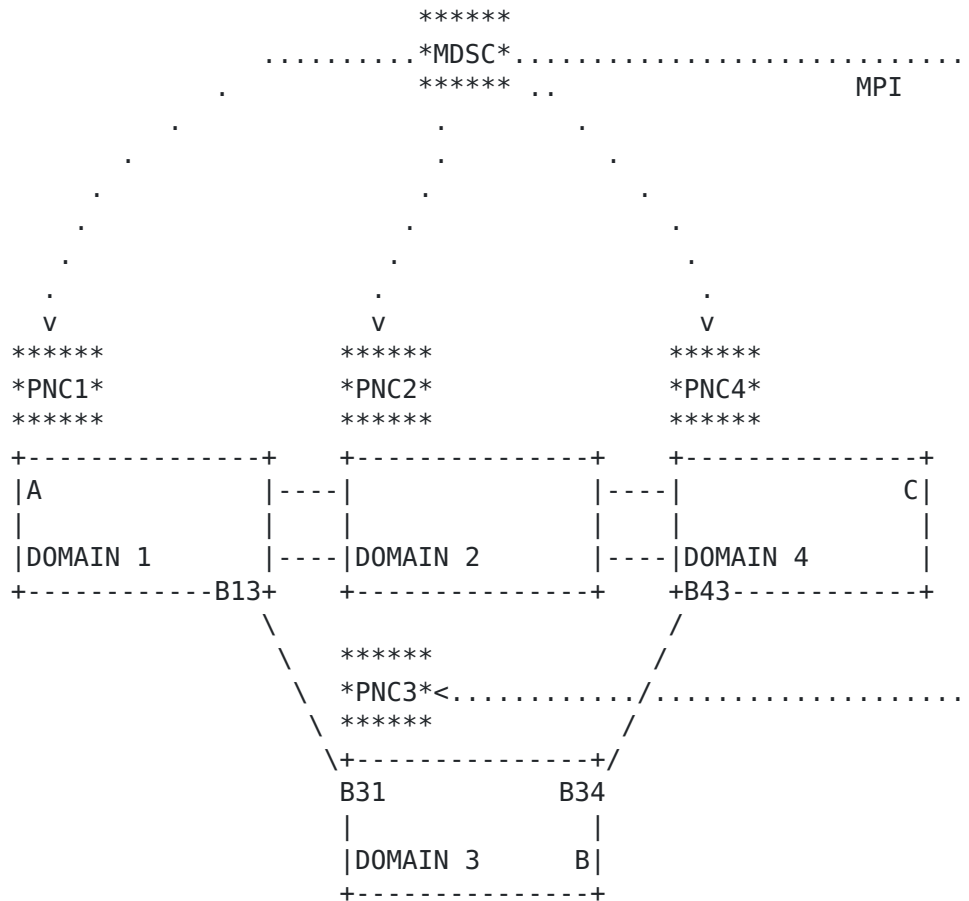 ******
..........*MDSC*.............................
. ****** .. MPI
. . .
. . .
. . .
. . .
. . .
. . .
v v v
****** ****** ******
*PNC1* *PNC2* *PNC4*
****** ****** ******
+---------------+ +---------------+ +---------------+
|A |----| |----| C|
| | | | | |
|DOMAIN 1 |----|DOMAIN 2 |----|DOMAIN 4 |
+------------B13+ +---------------+ +B43------------+
\ /
\ ****** /
\ *PNC3*<............/....................
\ ****** /
\+---------------+/
B31 B34
| |
|DOMAIN 3 B|
+---------------+